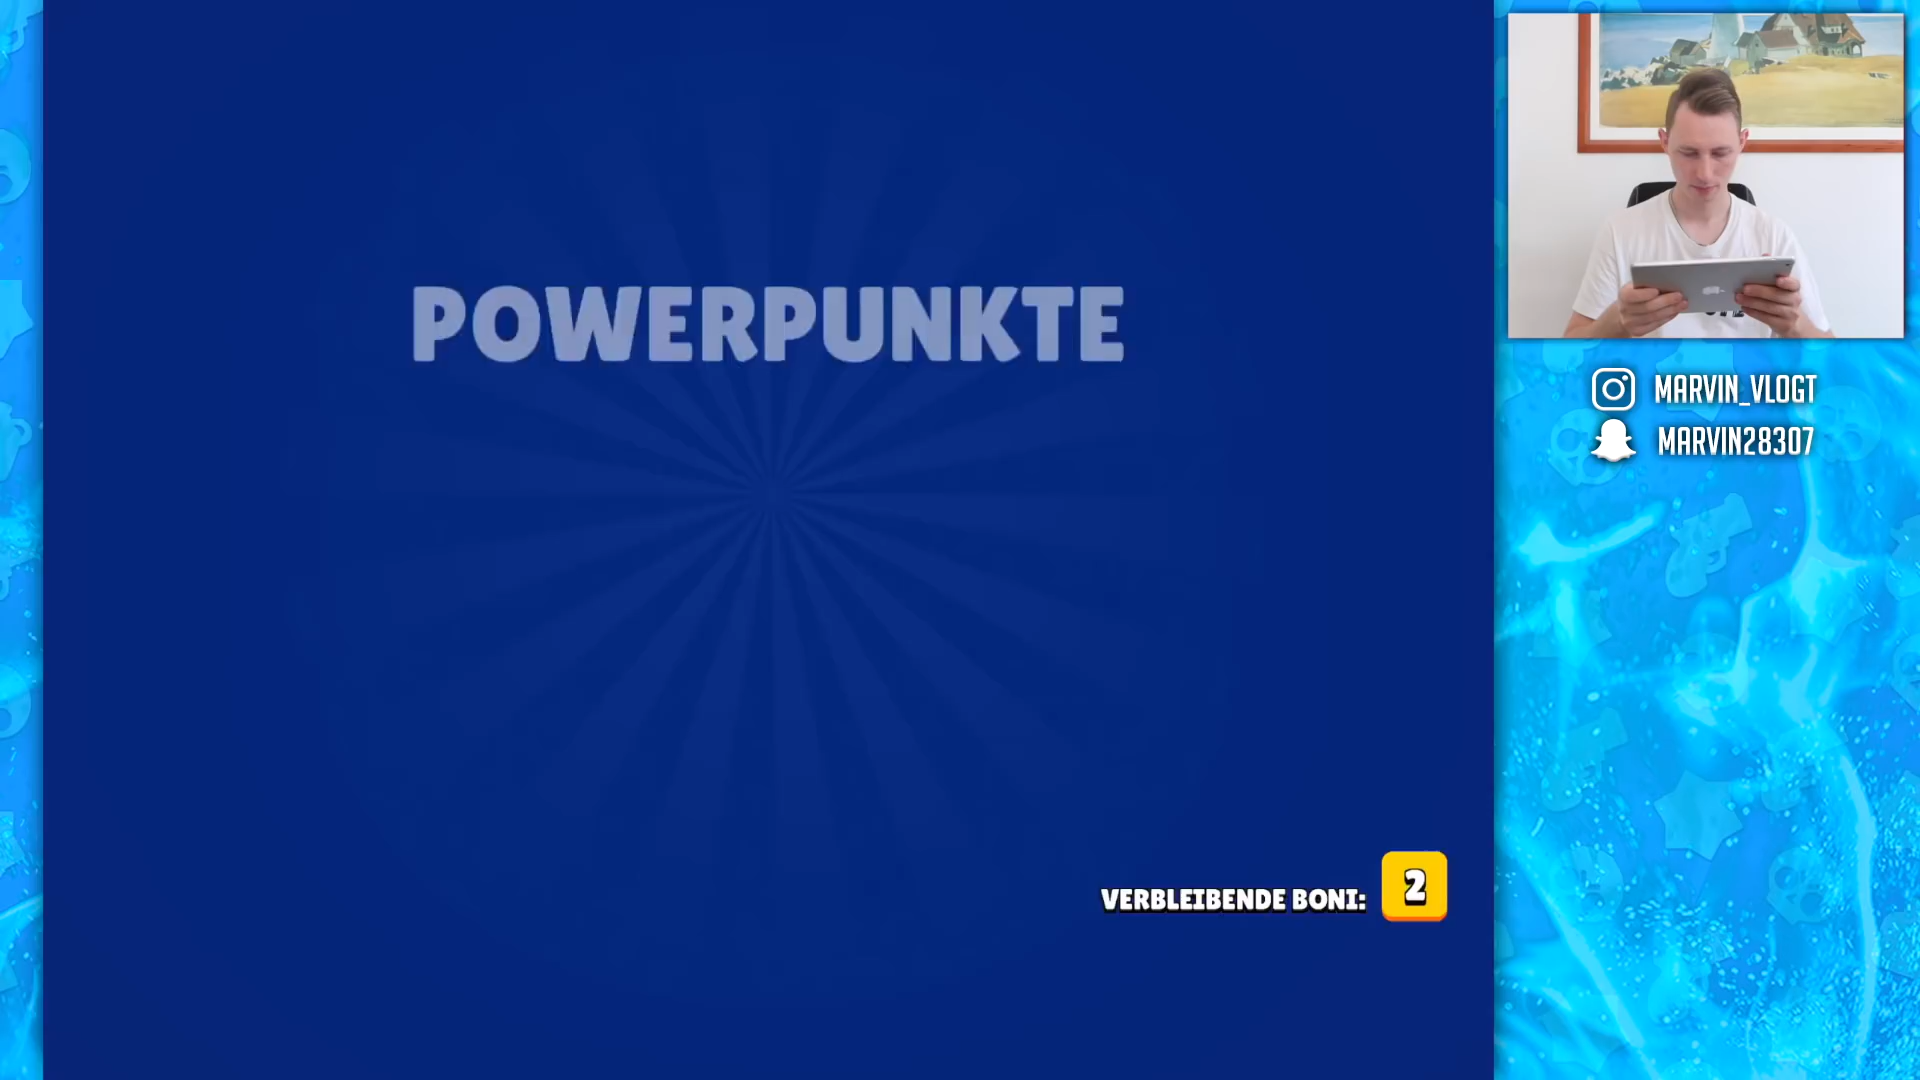 POWERPUNKTE
MARVIN_VLOGT
MARVIN28307
VERBLEIBENDE BONI: 2